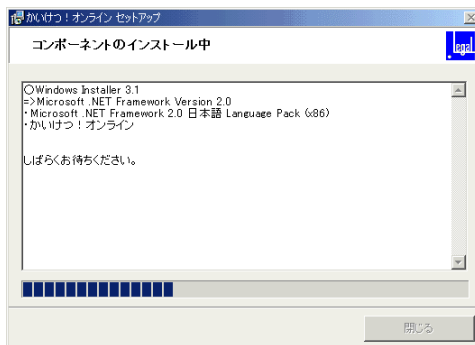 かいけつ！オンライン セットアップ
コンポーネントのインストール中
.legal
○Windows Installer 3.1
=>Microsoft .NET Framework Version 2.0
・Microsoft .NET Framework 2.0 日本語 Language Pack (x86)
・かいけつ！オンライン
しばらくお待ちください。
閉じる